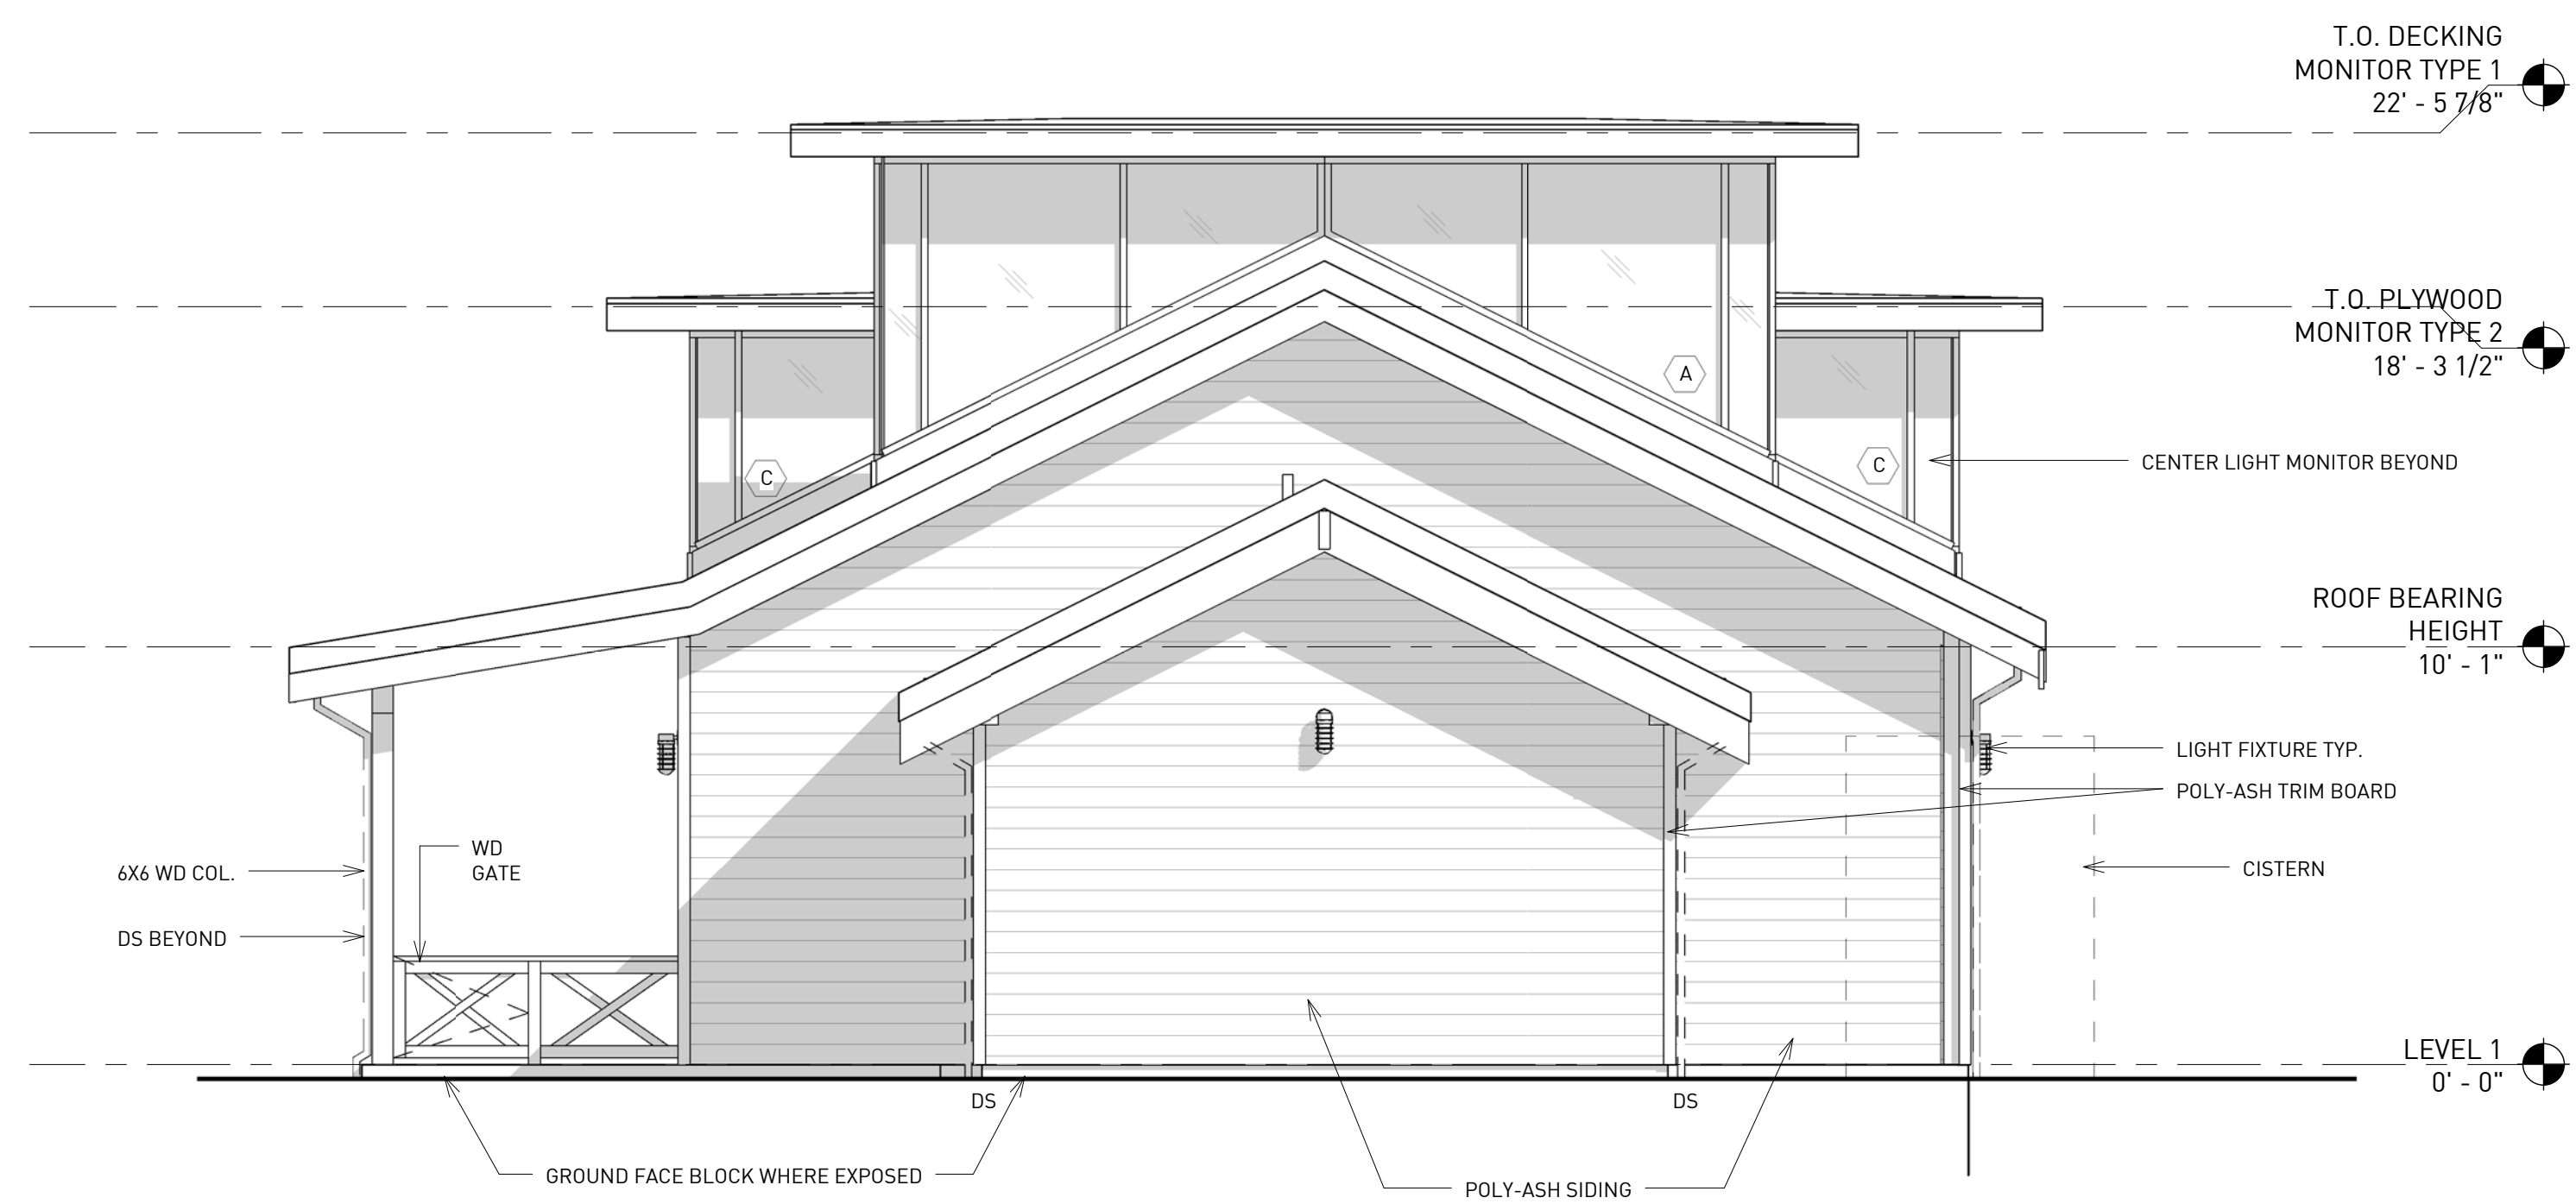 T.O. DECKING
MONITOR TYPE 1
22' - 5 7/8"
T.O. PLYWOOD
MONITOR TYPE 2
18' - 3 1/2"
A
C
C
CENTER LIGHT MONITOR BEYOND
ROOF BEARING
HEIGHT
10' - 1"
LIGHT FIXTURE TYP.
POLY-ASH TRIM BOARD
WD
GATE
6X6 WD COL.
CISTERN
DS BEYOND
LEVEL 1
0' - 0"
DS
DS
GROUND FACE BLOCK WHERE EXPOSED
POLY-ASH SIDING